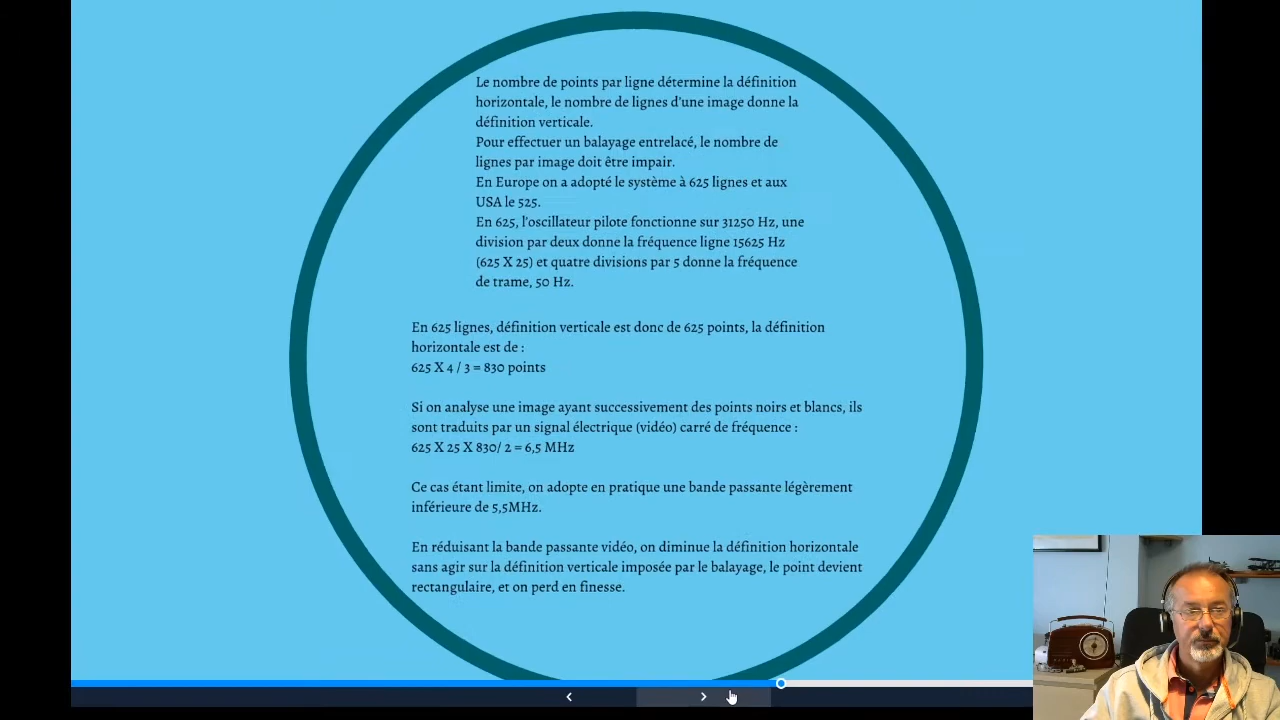 Le nombre de points par ligne détermine la définition
horizontale, le nombre de lignes d'une image donne la
définition verticale.
Pour effectuer un balayage entrelacé, le nombre de
lignes par image doit être impair.
En Europe on a adopté le système à 625 lignes et aux
USA le 525.
En 625, l'oscillateur pilote fonctionne sur 31250 Hz, une
division par deux donne la fréquence ligne 15625 Hz
(625 X 25) et quatre divisions par 5 donne la fréquence
de trame, 50 Hz.
En 625 lignes, définition verticale est donc de 625 points, la définition
horizontale est de :
625 X 4 / 3 = 830 points
Si on analyse une image ayant successivement des points noirs et blancs, ils
sont traduits par un signal électrique (vidéo) carré de fréquence :
625 X 25 X 830/ 2 = 6,5 MHz
Ce cas étant limite, on adopte en pratique une bande passante légèrement
inférieure de 5,5MHz.
En réduisant la bande passante vidéo, on diminue la définition horizontale
sans agir sur la définition verticale imposée par le balayage, le point devient
rectangulaire, et on perd en finesse.